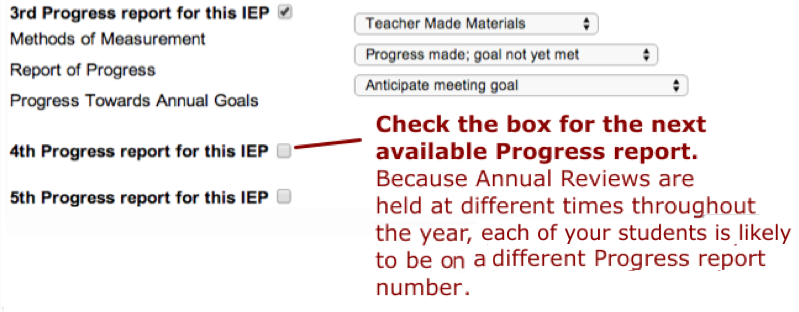 3rd Progress report for this IEP
Teacher Made Materials
Methods of Measurement
Progress made; goal not yet met
Report of Progress
Anticipate meeting goal
Progress Towards Annual Goals
Check the box for the next
available Progress report.
4th Progress report for this IEP
Because Annual Reviews are
held at different times throughout
the year, each of your students is likely
to be on a different Progress report
number.
5th Progress report for this IEP